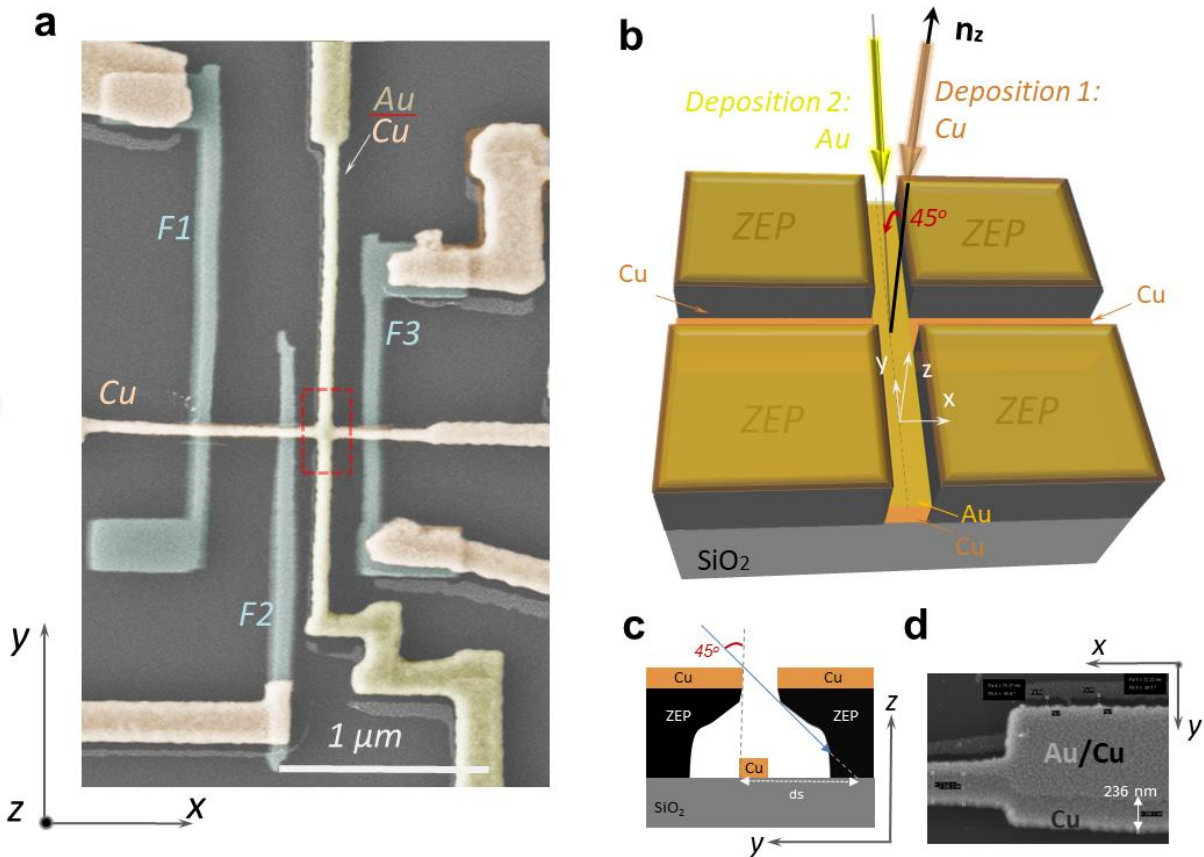 a
Au
Cu
F1
F3
Cu
F2
1 μm
y
z
x
b
n_z
Deposition 2:
Au
Deposition 1:
Cu
45°
ZEP
ZEP
Cu
Cu
y
z
x
ZEP
ZEP
Au
Cu
SiO₂
c
45°
Cu
Cu
ZEP
ZEP
z
Cu
ds
SiO₂
y
d
x
y
Au/Cu
236 nm
Cu